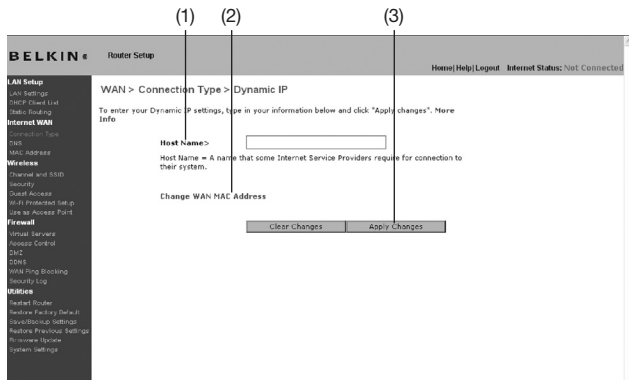 (1) (2) (3)
BELKIN®
Router Setup
Home|Help|Logout Internet Status: Not Connected
LAN Setup
LAN Settings
DHCP Client List
Static Routing
Internet WAN
Connection Type
DNS
MAC Address
Wireless
Channel and SSID
Security
Guest Access
Wi-Fi Protected Setup
Use as Access Point
Firewall
Virtual Servers
Access Control
DMZ
DDNS
WAN Ping Blocking
Security Log
Utilities
Restart Router
Restore Factory Default
Save/Backup Settings
Restore Previous Settings
Firmware Update
System Settings
WAN > Connection Type > Dynamic IP
To enter your Dynamic IP settings, type in your information below and click "Apply changes". More
Info
Host Name>
Host Name = A name that some Internet Service Providers require for connection to
their system.
Change WAN MAC Address
Clear Changes Apply Changes